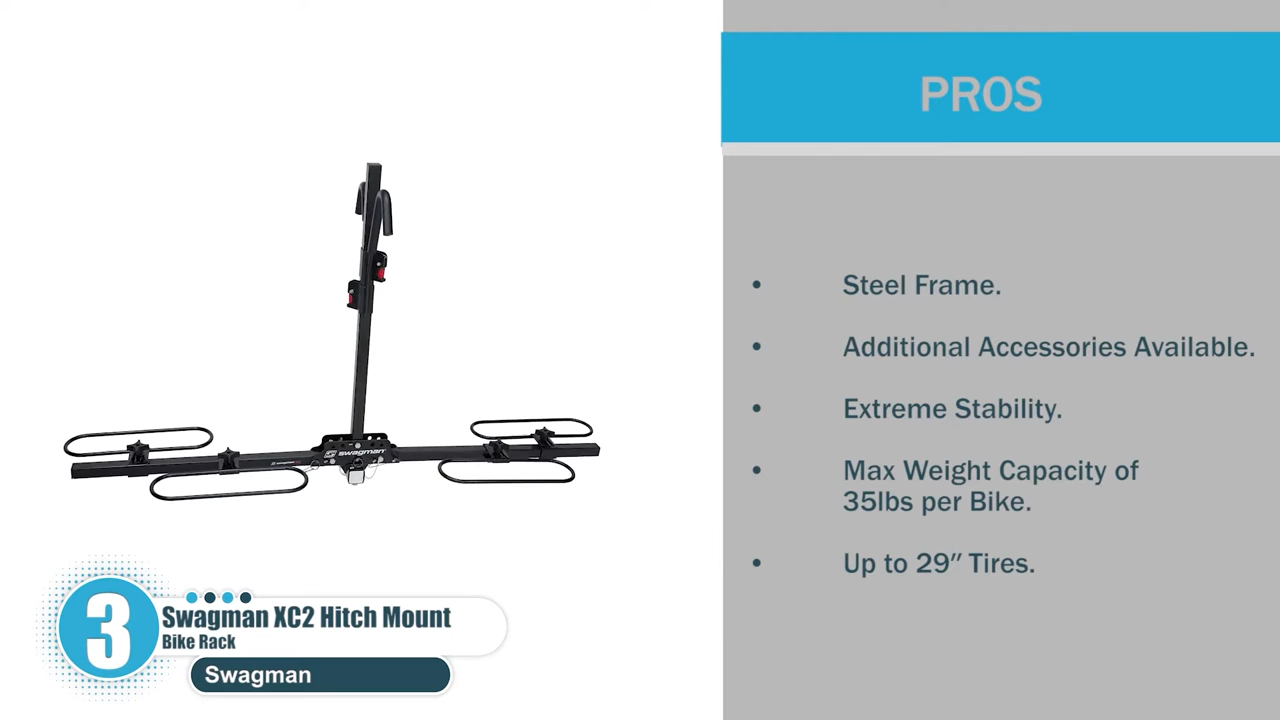 PROS
• Steel Frame.
• Additional Accessories Available.
• Extreme Stability.
• Max Weight Capacity of
35lbs per Bike.
• Up to 29″ Tires.
swagman
3
Swagman XC2 Hitch Mount
Bike Rack
Swagman